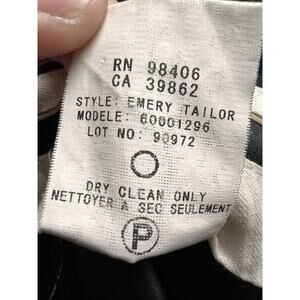 RN 98406
CA 39862
STYLE: EMERY TAILOR
MODELE: 60001296
LOT NO: 90972
DRY CLEAN ONLY
NETTOYER A SEC SEULEMENT
P